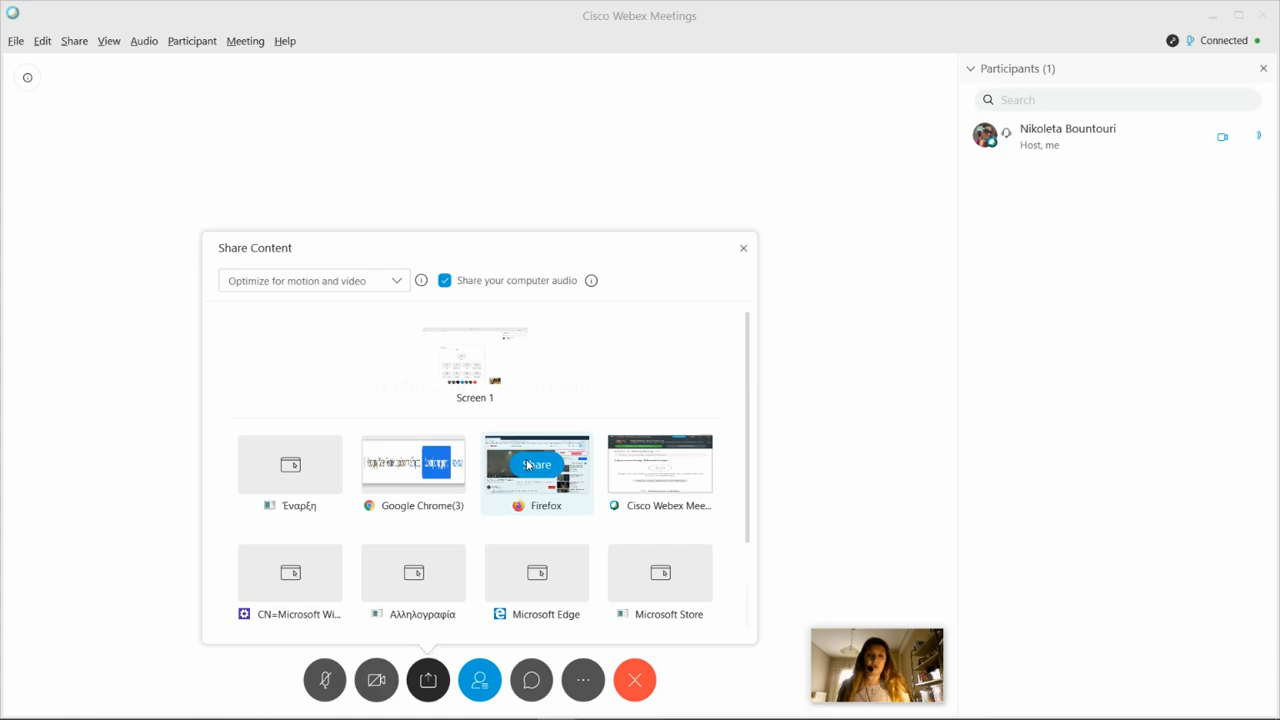 Cisco Webex Meetings
File Edit Share View Audio Participant Meeting Help
Connected
Participants (1)
Search
Nikoleta Bountouri
Host, me
Share Content
Optimize for motion and video
Share your computer audio
Screen 1
Share
Έναρξη
Google Chrome(3)
Firefox
Cisco Webex Mee...
CN=Microsoft Wi...
Αλληλογραφία
Microsoft Edge
Microsoft Store